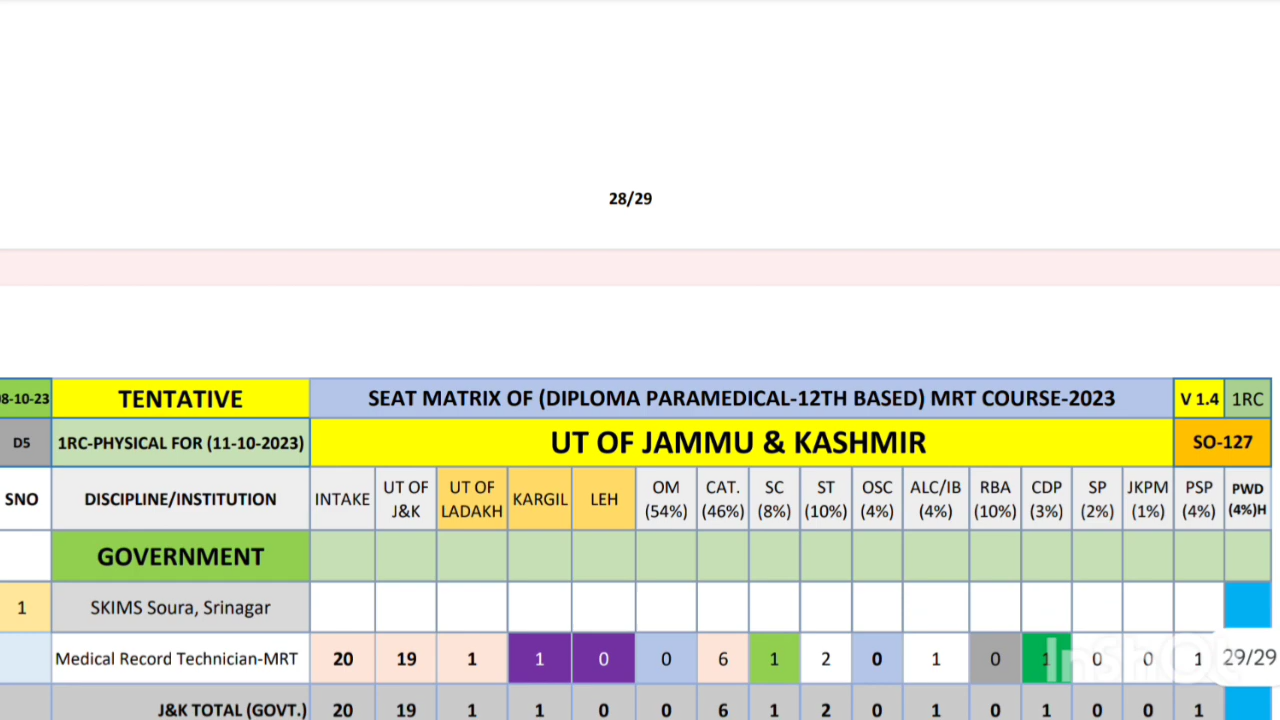 28/29
08-10-23 TENTATIVE SEAT MATRIX OF (DIPLOMA PARAMEDICAL-12TH BASED) MRT COURSE-2023 V 1.4 1RC
D5 1RC-PHYSICAL FOR (11-10-2023) UT OF JAMMU & KASHMIR SO-127
SNO DISCIPLINE/INSTITUTION INTAKE UT OF J&K UT OF LADAKH KARGIL LEH OM (54%) CAT. (46%) SC (8%) ST (10%) OSC (4%) ALC/IB (4%) RBA (10%) CDP (3%) SP (2%) JKPM (1%) PSP (4%) PWD (4%)H
GOVERNMENT
1 SKIMS Soura, Srinagar
Medical Record Technician-MRT 20 19 1 1 0 0 6 1 2 0 1 0 1 0 0 1 29/29
InShOt
J&K TOTAL (GOVT.) 20 19 1 1 0 0 6 1 2 0 1 0 1 0 0 1